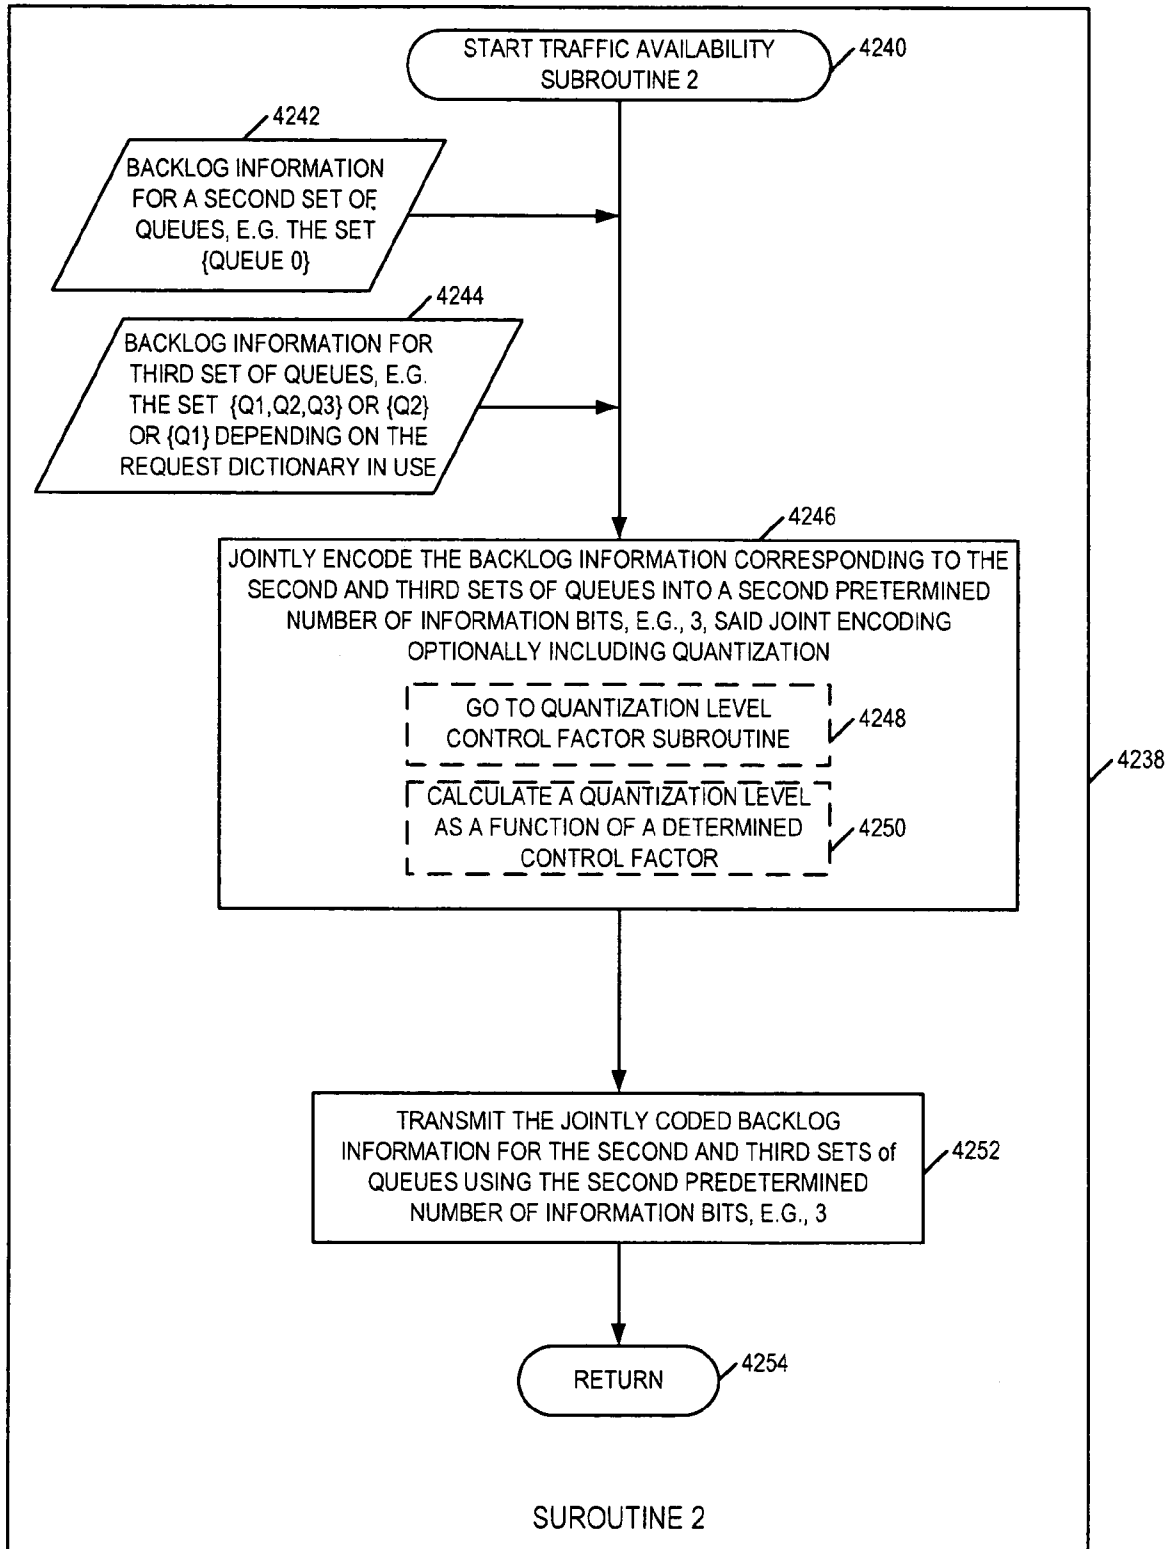 START TRAFFIC AVAILABILITY
SUBROUTINE 2
4240
4242
BACKLOG INFORMATION
FOR A SECOND SET OF
QUEUES, E.G. THE SET
{QUEUE 0}
4244
BACKLOG INFORMATION FOR
THIRD SET OF QUEUES, E.G.
THE SET {Q1,Q2,Q3} OR {Q2}
OR {Q1} DEPENDING ON THE
REQUEST DICTIONARY IN USE
4246
JOINTLY ENCODE THE BACKLOG INFORMATION CORRESPONDING TO THE
SECOND AND THIRD SETS OF QUEUES INTO A SECOND PRETERMINED
NUMBER OF INFORMATION BITS, E.G., 3, SAID JOINT ENCODING
OPTIONALLY INCLUDING QUANTIZATION
GO TO QUANTIZATION LEVEL
CONTROL FACTOR SUBROUTINE
4248
CALCULATE A QUANTIZATION LEVEL
AS A FUNCTION OF A DETERMINED
CONTROL FACTOR
4250
4238
TRANSMIT THE JOINTLY CODED BACKLOG
INFORMATION FOR THE SECOND AND THIRD SETS of
QUEUES USING THE SECOND PREDETERMINED
NUMBER OF INFORMATION BITS, E.G., 3
4252
RETURN
4254
SUROUTINE 2